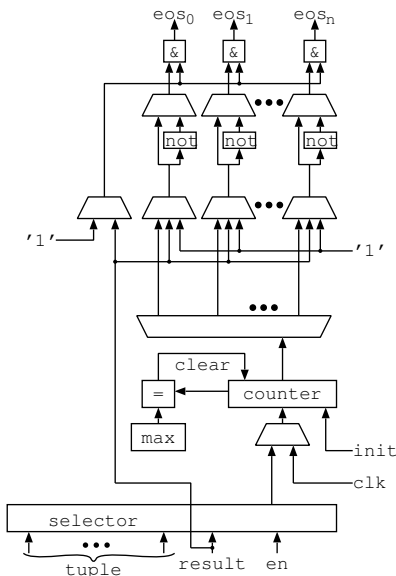 eos0 eos1 eosn
& & &
not not not
'1' '1'
clear
= counter
max
init
clk
selector
tuple result en